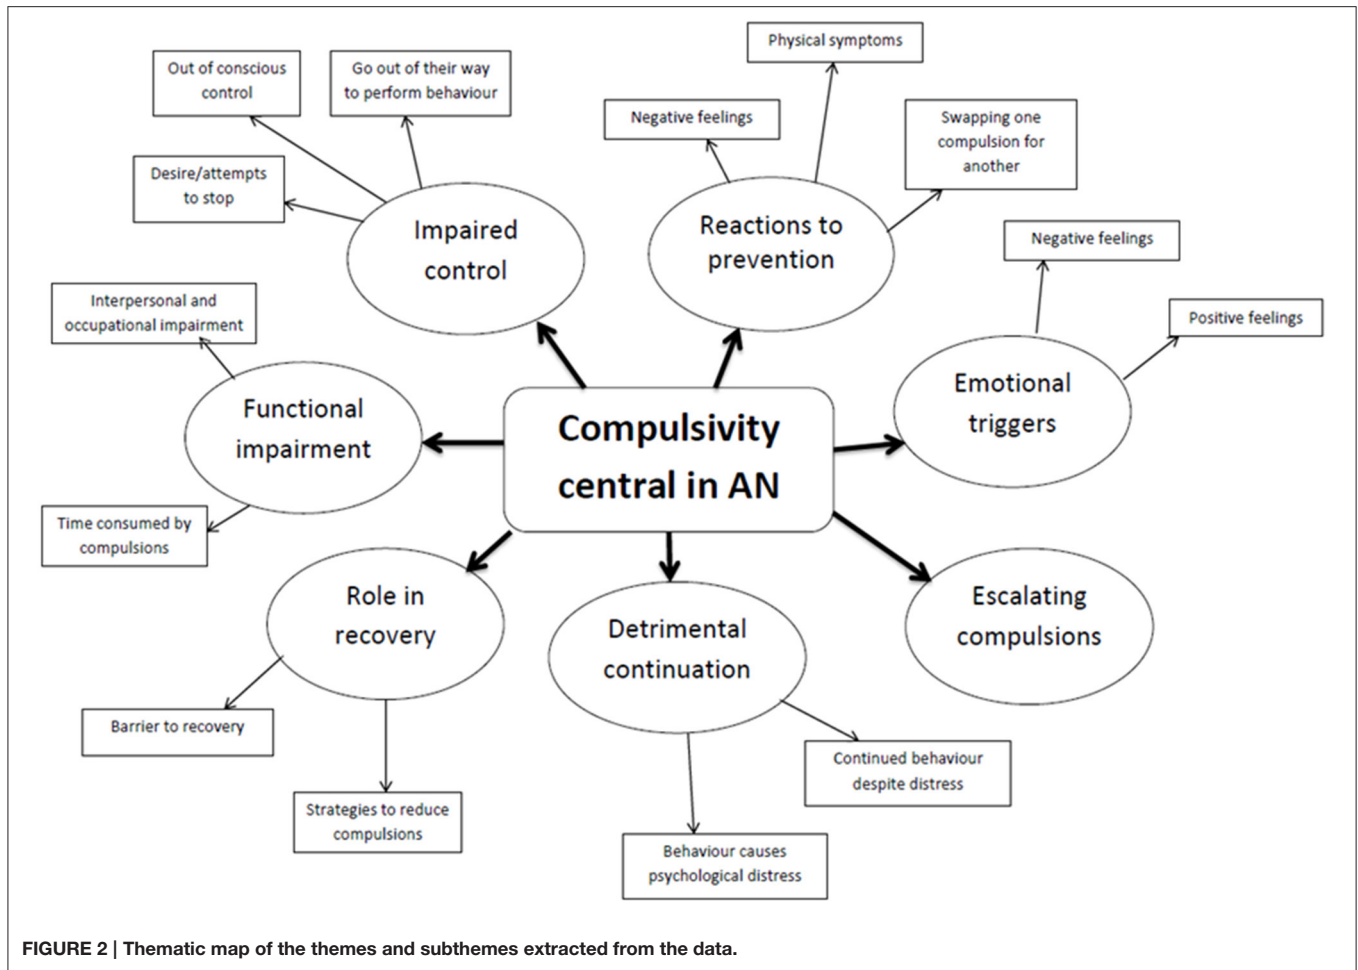 Physical symptoms
Out of conscious
control
Go out of their way
to perform behaviour
Negative feelings
Swapping one
compulsion for
another
Desire/attempts
to stop
Impaired
control
Reactions to
prevention
Negative feelings
Interpersonal and
occupational impairment
Positive feelings
Functional
impairment
Emotional
triggers
Compulsivity
central in AN
Time consumed by
compulsions
Role in
recovery
Detrimental
continuation
Escalating
compulsions
Barrier to recovery
Continued behaviour
despite distress
Strategies to reduce
compulsions
Behaviour causes
psychological distress
FIGURE 2 | Thematic map of the themes and subthemes extracted from the data.